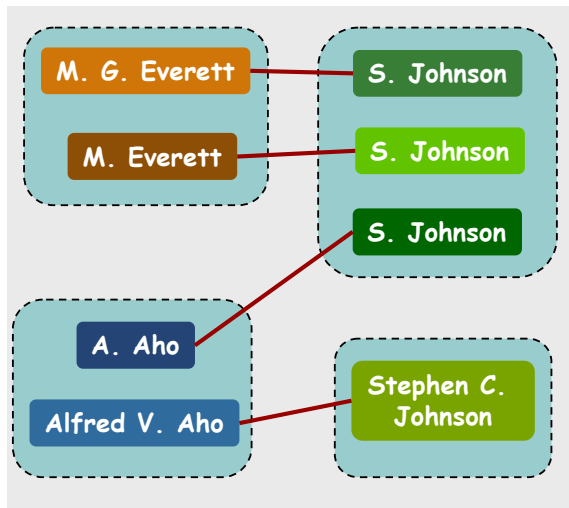 M. G. Everett
S. Johnson
M. Everett
S. Johnson
S. Johnson
A. Aho
Alfred V. Aho
Stephen C.
Johnson